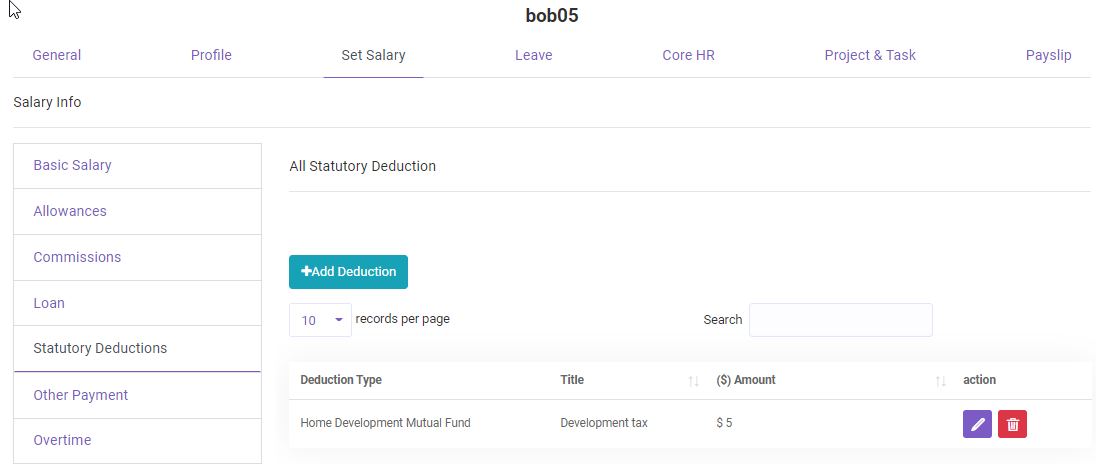 bob05
General Profile Set Salary Leave Core HR Project & Task Payslip
Salary Info
Basic Salary
Allowances
Commissions
Loan
Statutory Deductions
Other Payment
Overtime
All Statutory Deduction
+Add Deduction
10 records per page Search
Deduction Type Title ($) Amount action
Home Development Mutual Fund Development tax $ 5